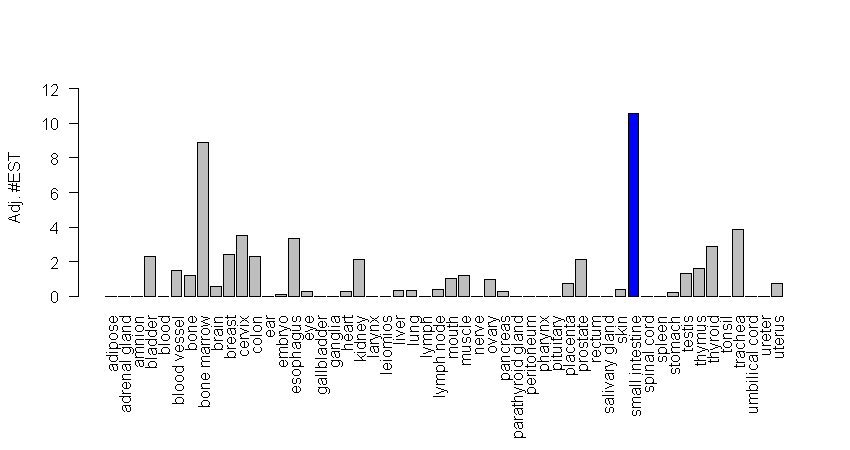 Adj. #EST
12
10
8
6
4
2
0
adipose
adrenal gland
amnion
bladder
blood
blood vessel
bone
bone marrow
brain
breast
cervix
colon
ear
embryo
esophagus
eye
gallbladder
ganglia
heart
kidney
larynx
leiomios
liver
lung
lymph
lymph node
mouth
muscle
nerve
ovary
pancreas
parathyroid gland
peritoneum
pharynx
pituitary
placenta
prostate
rectum
salivary gland
skin
small intestine
spinal cord
spleen
stomach
testis
thymus
thyroid
tonsil
trachea
umbilical cord
ureter
uterus